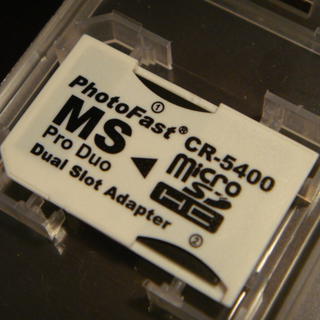 ①
PhotoFast® CR-5400
MS micro
Pro Duo SD HC
Dual Slot Adapter
②